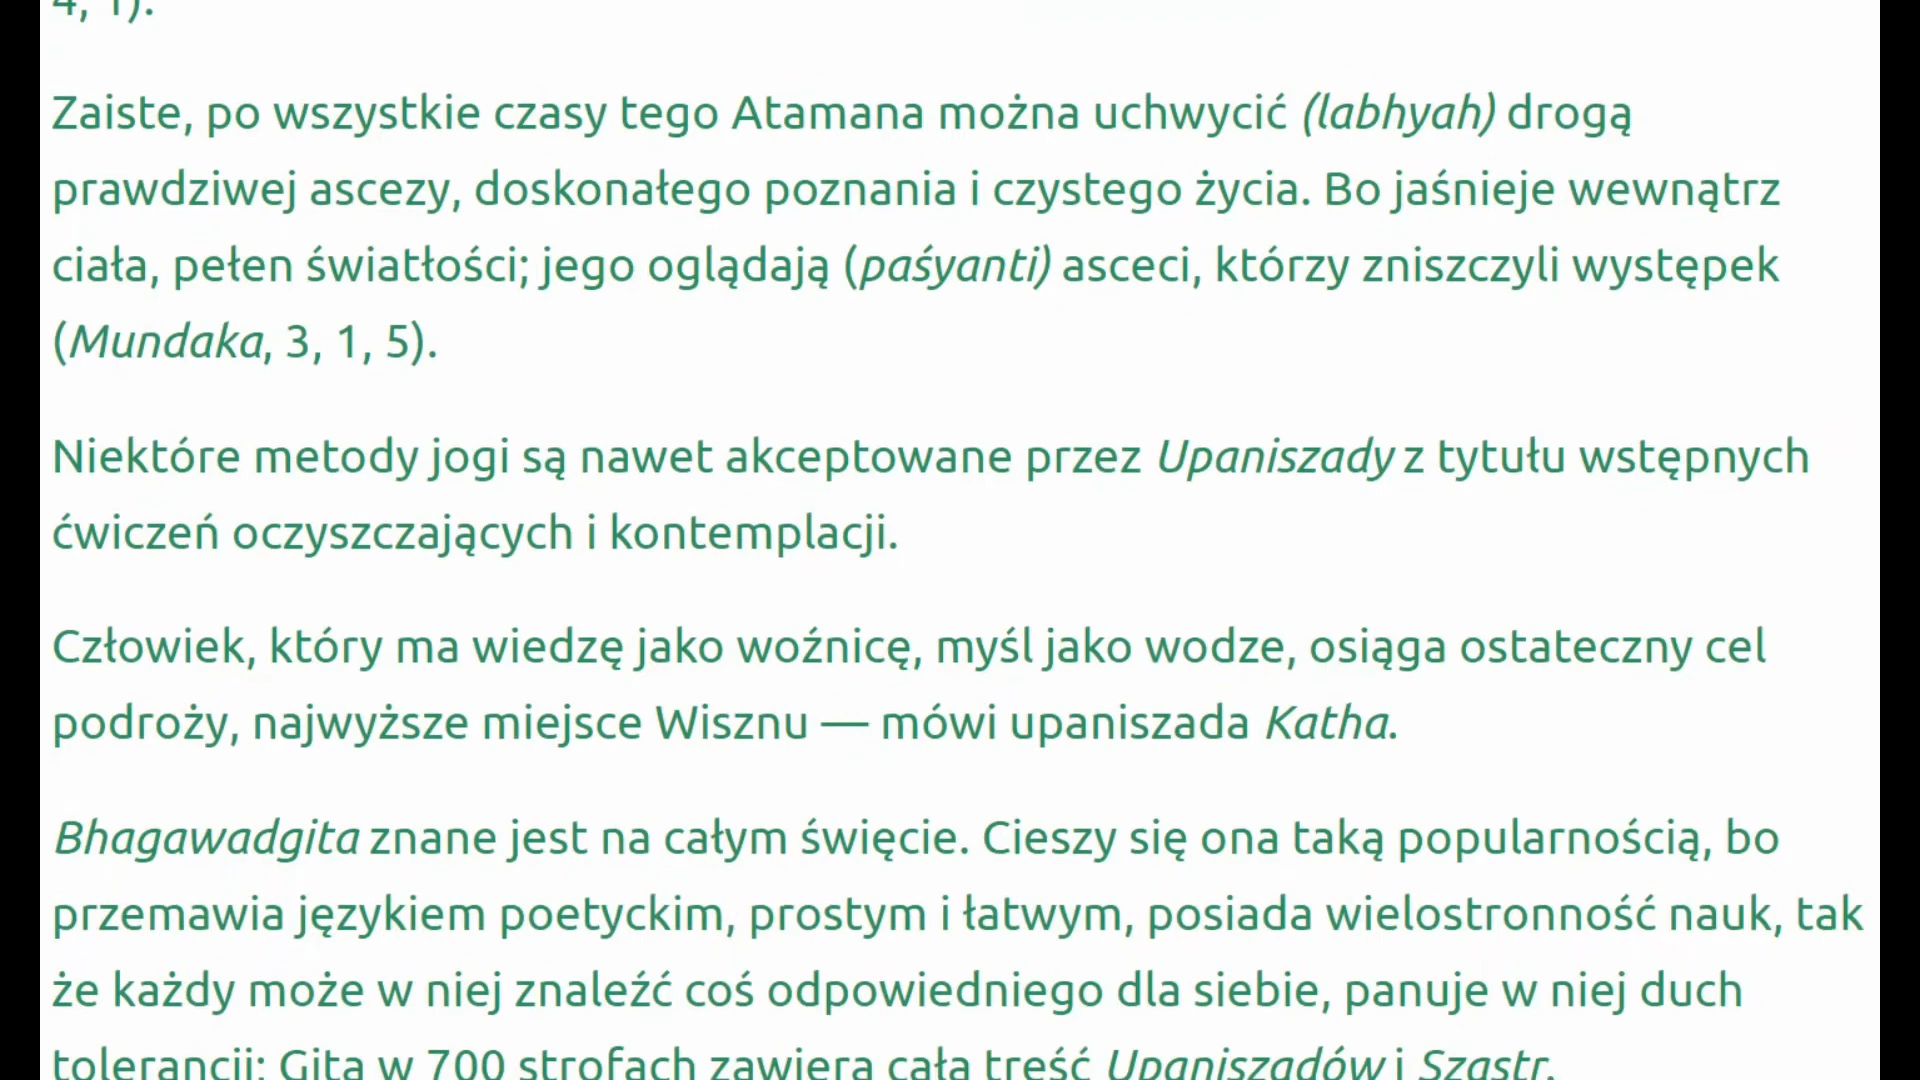 4, 1).
Zaiste, po wszystkie czasy tego Atamana można uchwycić (labhyah) drogą
prawdziwej ascezy, doskonałego poznania i czystego życia. Bo jaśnieje wewnątrz
ciała, pełen światłości; jego oglądają (paśyanti) asceci, którzy zniszczyli występek
(Mundaka, 3, 1, 5).
Niektóre metody jogi są nawet akceptowane przez Upaniszady z tytułu wstępnych
ćwiczeń oczyszczających i kontemplacji.
Człowiek, który ma wiedzę jako woźnicę, myśl jako wodze, osiąga ostateczny cel
podroży, najwyższe miejsce Wisznu — mówi upaniszada Katha.
Bhagawadgita znane jest na całym święcie. Cieszy się ona taką popularnością, bo
przemawia językiem poetyckim, prostym i łatwym, posiada wielostronność nauk, tak
że każdy może w niej znaleźć coś odpowiedniego dla siebie, panuje w niej duch
tolerancji; Gita w 700 strofach zawiera całą treść Upaniszadów i Szastr.